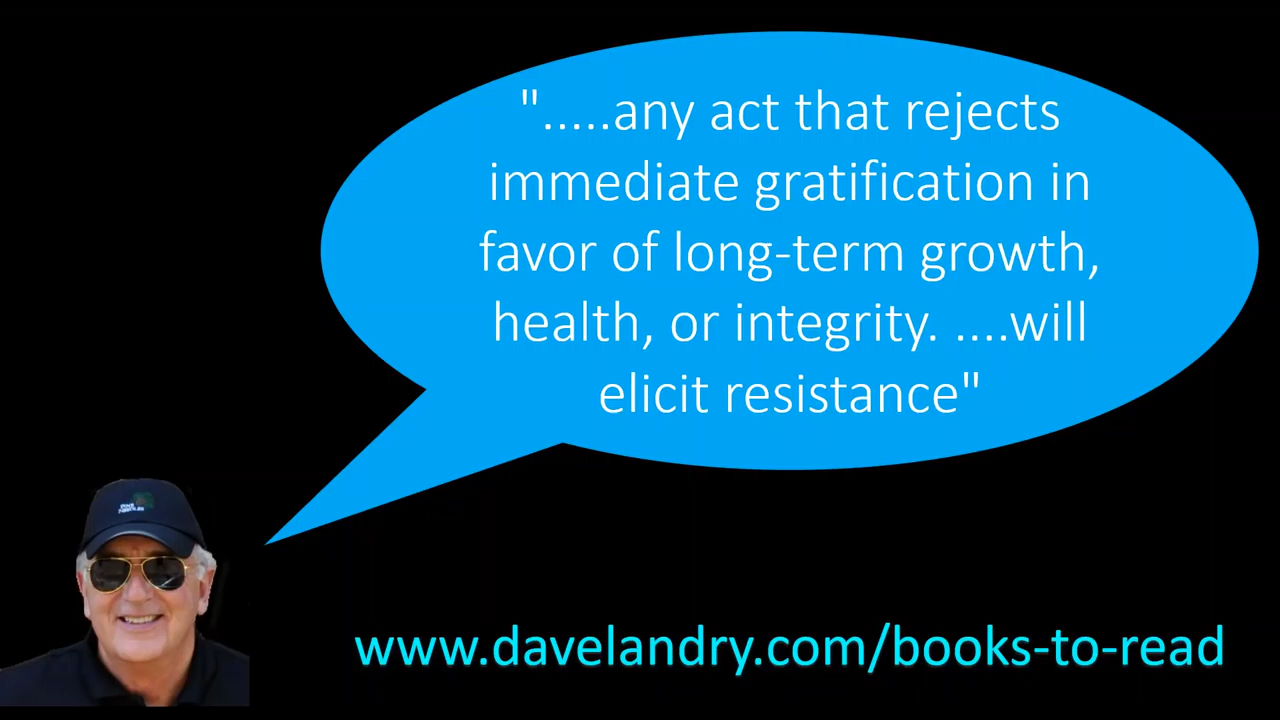 ".....any act that rejects
immediate gratification in
favor of long-term growth,
health, or integrity. ....will
elicit resistance"
www.davelandry.com/books-to-read